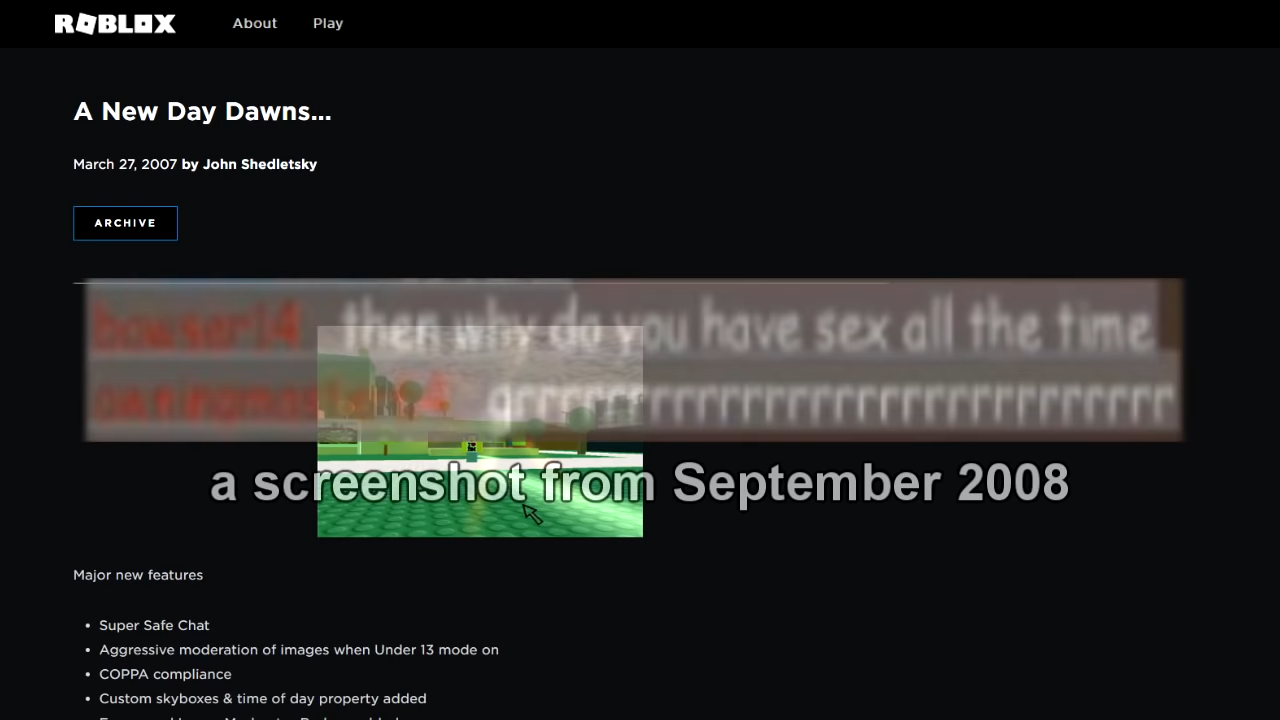 ROBLOX About Play
A New Day Dawns...
March 27, 2007 by John Shedletsky
ARCHIVE
bowser14 then why do you have sex all the time
arrrrrrrrrrrrrrrrrrrrrrrrrrr
a screenshot from September 2008
Major new features
• Super Safe Chat
• Aggressive moderation of images when Under 13 mode on
• COPPA compliance
• Custom skyboxes & time of day property added